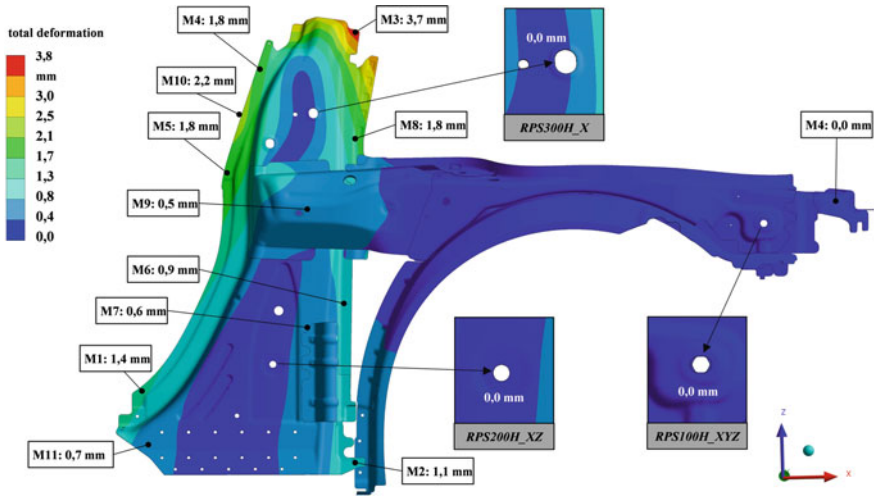 total deformation
3,8
mm
3,0
2,5
2,1
1,7
1,3
0,8
0,4
0,0
M4: 1,8 mm
M3: 3,7 mm
M10: 2,2 mm
M5: 1,8 mm
M8: 1,8 mm
M9: 0,5 mm
M6: 0,9 mm
M7: 0,6 mm
M1: 1,4 mm
M11: 0,7 mm
M2: 1,1 mm
0,0 mm
RPS300H_X
M4: 0,0 mm
0,0 mm
RPS200H_XZ
0,0 mm
RPS100H_XYZ
Z
X